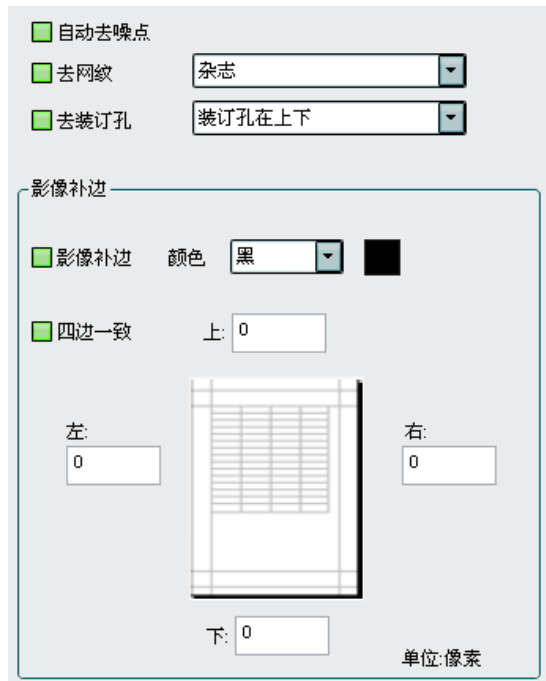 自动去噪点
去网纹 杂志
去装订孔 装订孔在上下
影像补边
影像补边 颜色 黑
四边一致 上: 0
左: 右:
0 0
下: 0
单位:像素